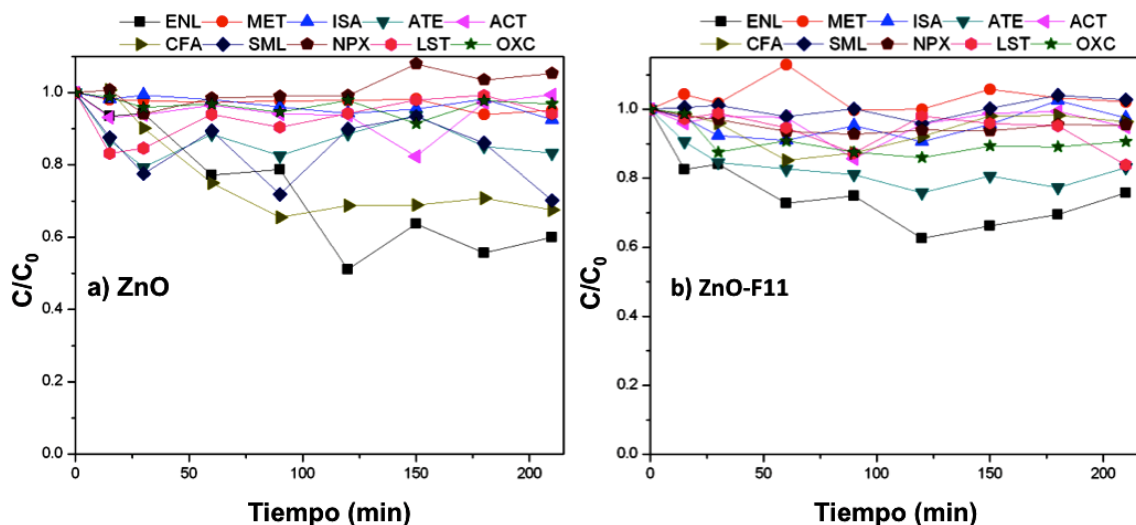 ENL MET ISA ATE ACT
CFA SML NPX LST OXC
1.0
0.8
0.6
0.4
0.2
0.0
C/C0
a) ZnO
0 50 100 150 200
Tiempo (min)
ENL MET ISA ATE ACT
CFA SML NPX LST OXC
1.0
0.8
0.6
0.4
0.2
0.0
C/C0
b) ZnO-F11
0 50 100 150 200
Tiempo (min)